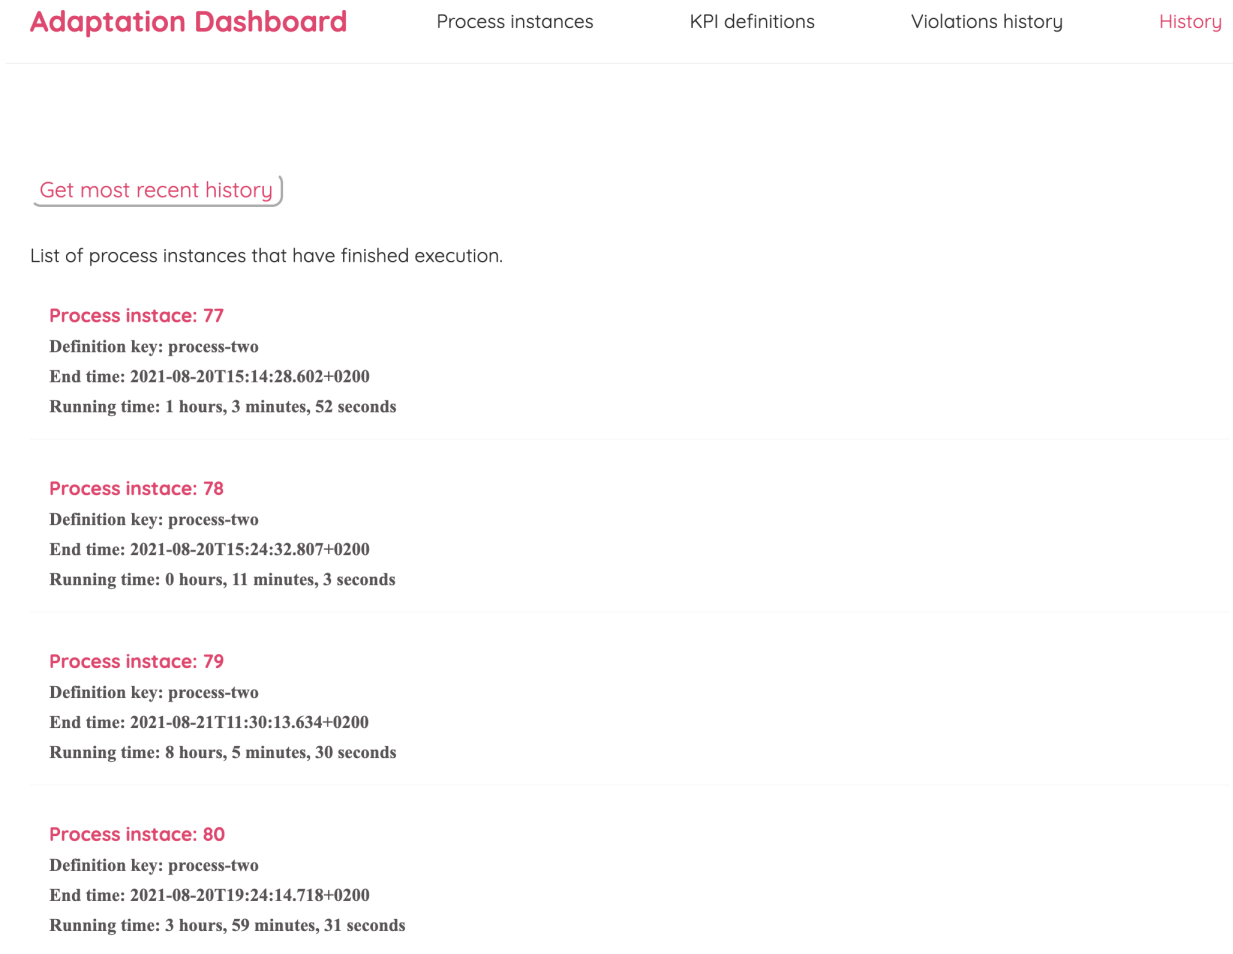 Adaptation Dashboard Process instances KPI definitions Violations history History
Get most recent history
List of process instances that have finished execution.
Process instace: 77
Definition key: process-two
End time: 2021-08-20T15:14:28.602+0200
Running time: 1 hours, 3 minutes, 52 seconds
Process instace: 78
Definition key: process-two
End time: 2021-08-20T15:24:32.807+0200
Running time: 0 hours, 11 minutes, 3 seconds
Process instace: 79
Definition key: process-two
End time: 2021-08-21T11:30:13.634+0200
Running time: 8 hours, 5 minutes, 30 seconds
Process instace: 80
Definition key: process-two
End time: 2021-08-20T19:24:14.718+0200
Running time: 3 hours, 59 minutes, 31 seconds